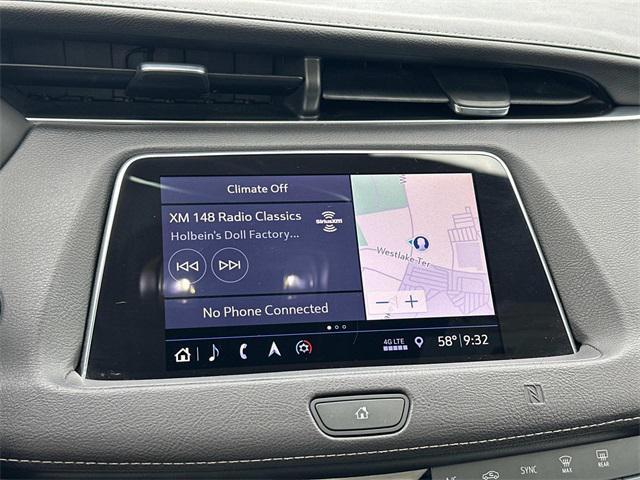 Climate Off
XM 148 Radio Classics
SiriusXM
Holbein's Doll Factory...
No Phone Connected
Westlake-Ter
4G LTE
58° 9:32
SYNC
MAX
REAR
A/C